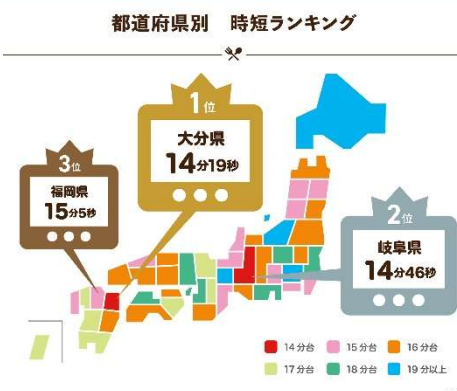 都道府県別 時短ランキング
1位
大分県
14分19秒
3位
福岡県
15分5秒
2位
岐阜県
14分46秒
14分台
15分台
16分台
17分台
18分台
19分以上